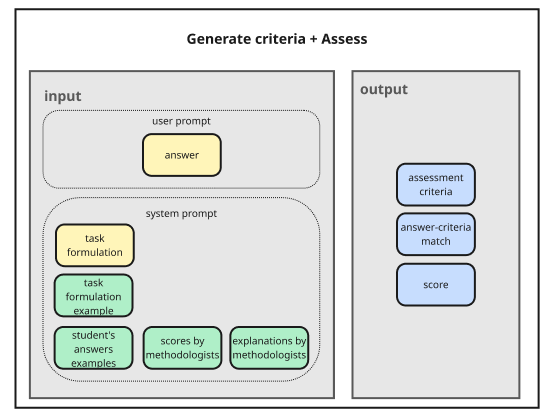 Generate criteria + Assess
input
user prompt
answer
system prompt
task
formulation
task
formulation
example
student's
answers
examples
scores by
methodologists
explanations by
methodologists
output
assessment
criteria
answer-criteria
match
score